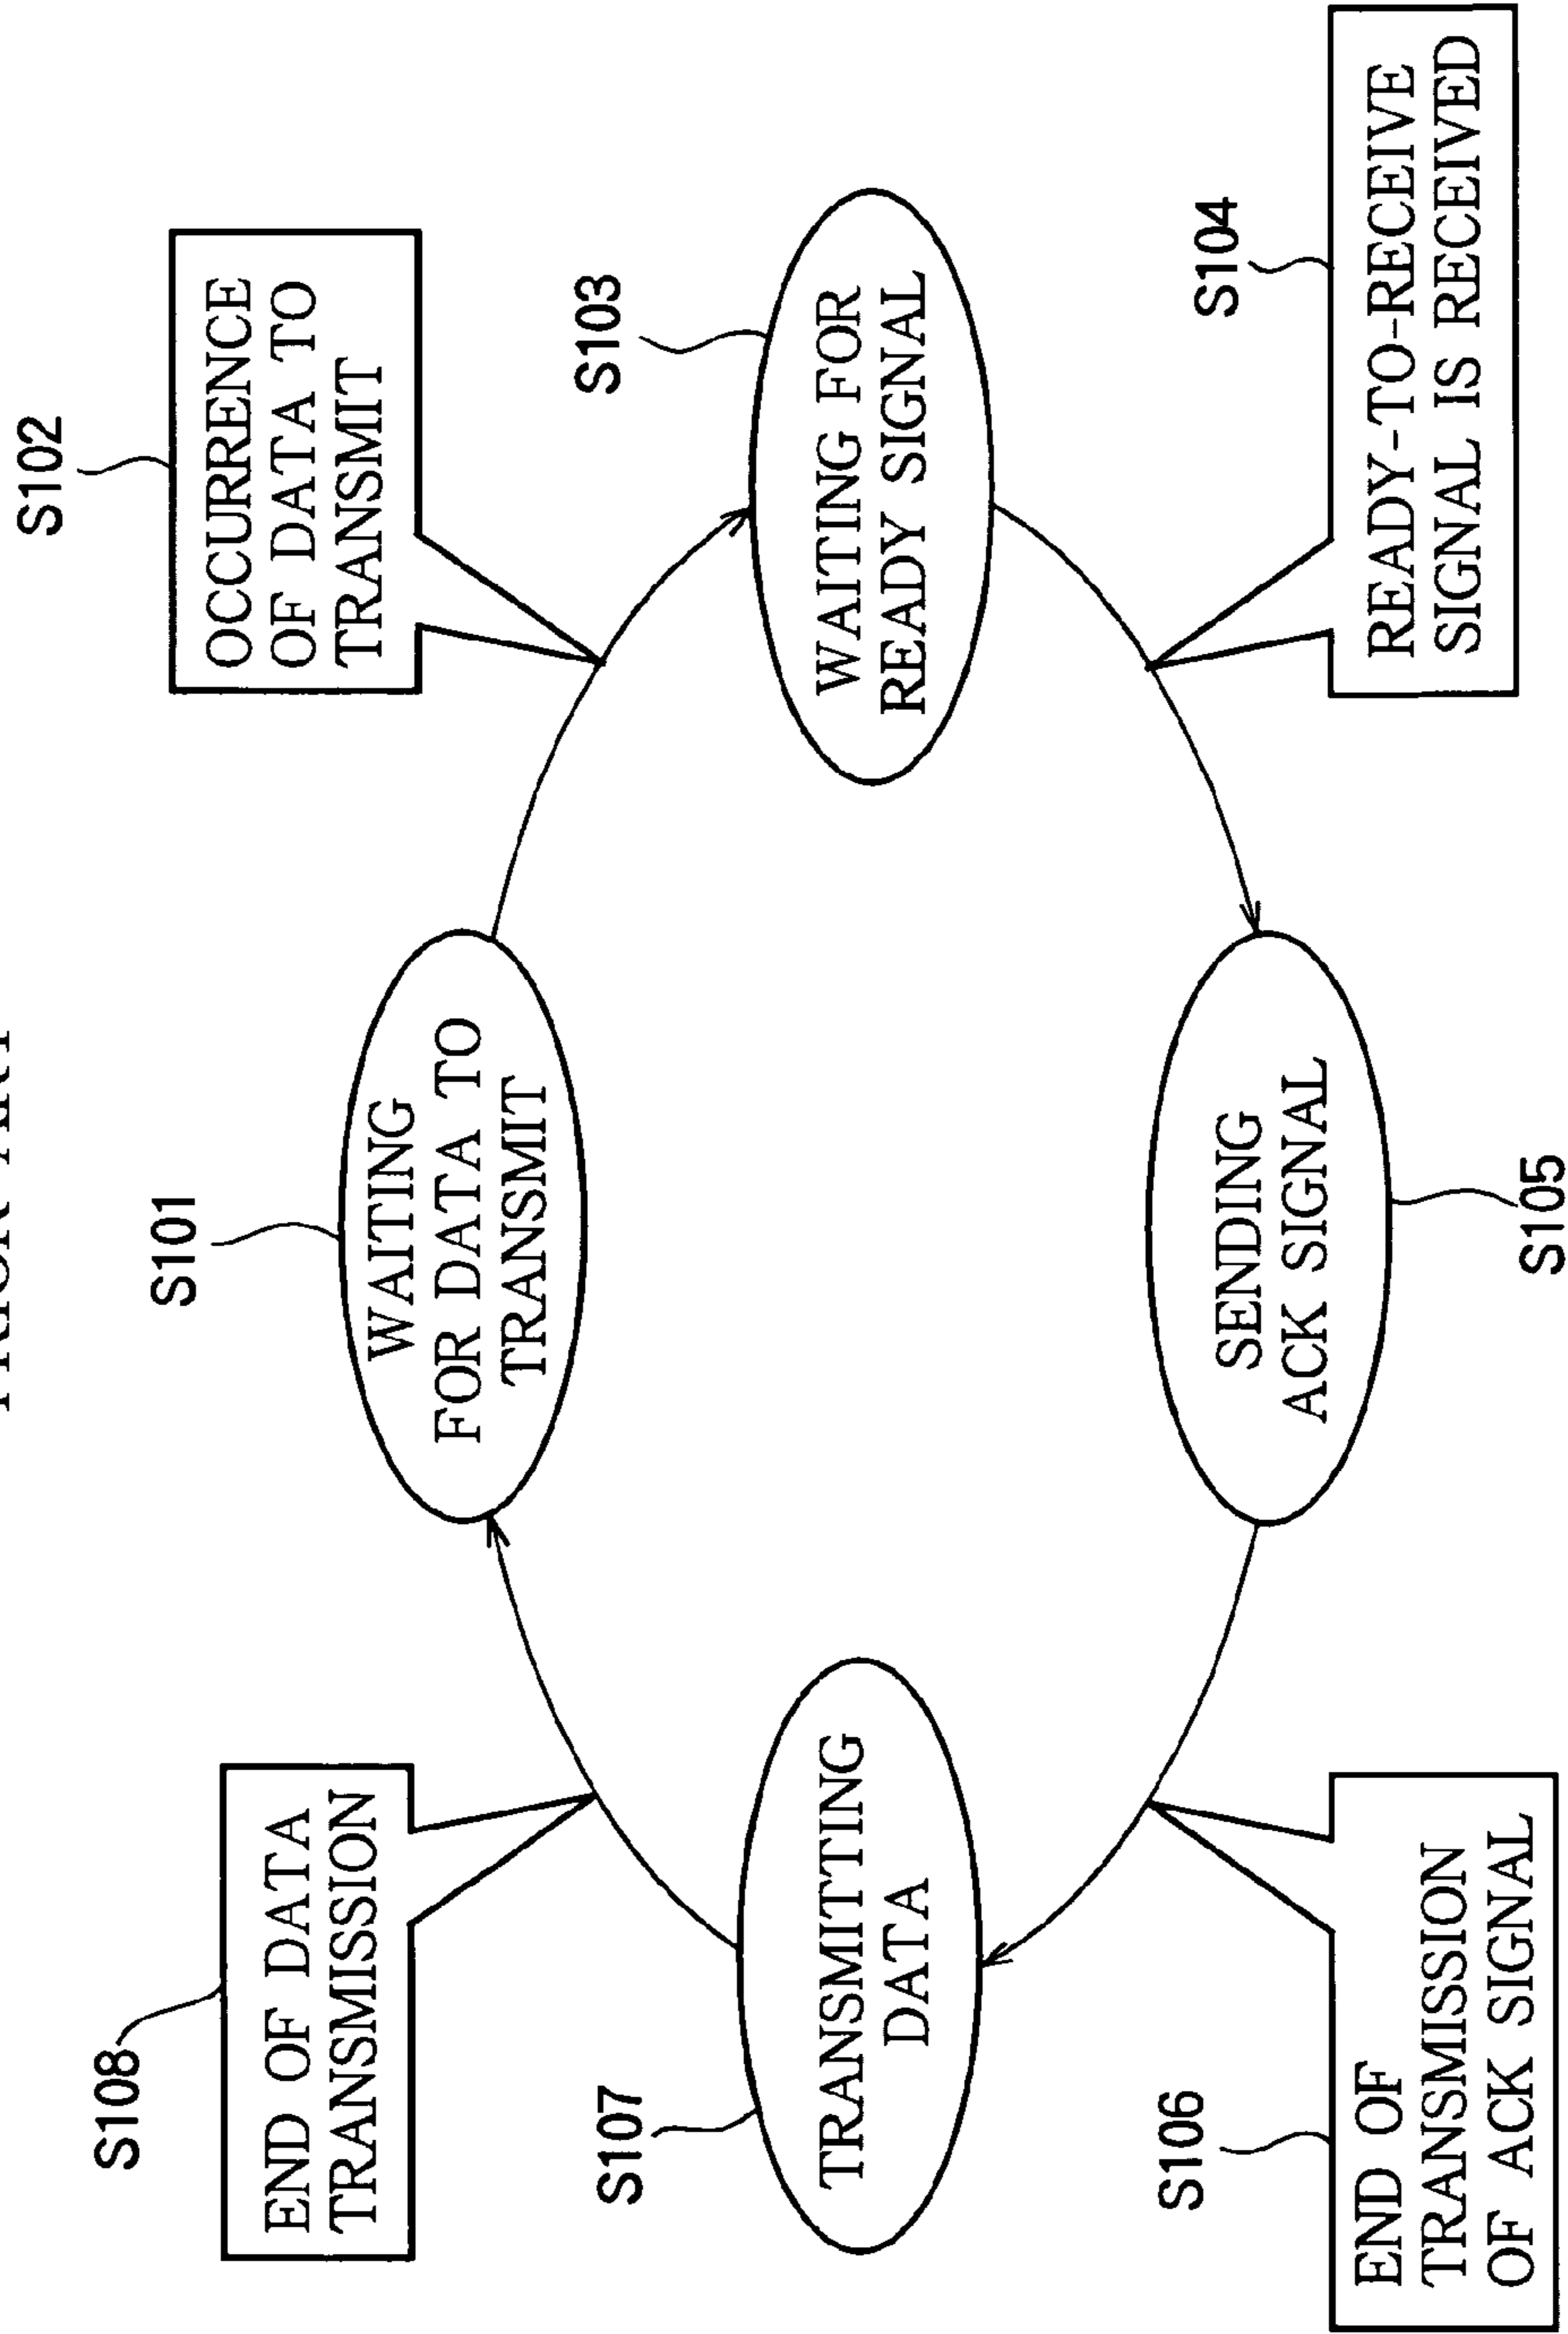 S102
OCCURRENCE
OF DATA TO
TRANSMIT
S101
WAITING
FOR DATA TO
TRANSMIT
S108
END OF DATA
TRANSMISSION
S103
WAITING FOR
READY SIGNAL
S107
TRANSMITTING
DATA
S104
READY-TO-RECEIVE
SIGNAL IS RECEIVED
SENDING
ACK SIGNAL
S105
S106
END OF
TRANSMISSION
OF ACK SIGNAL